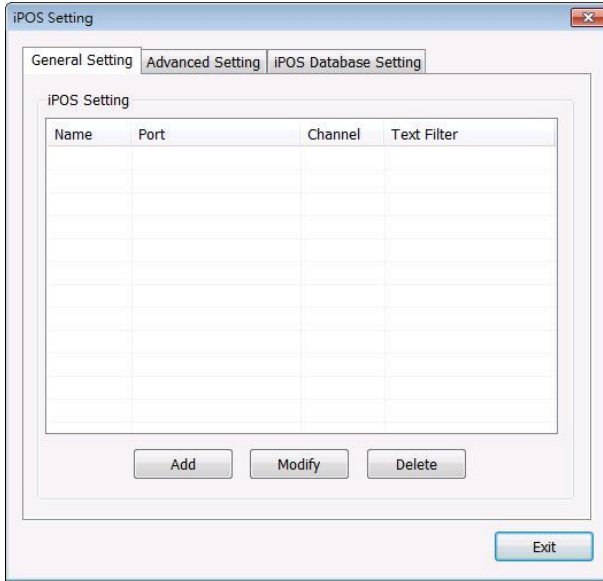 iPOS Setting
General Setting Advanced Setting iPOS Database Setting
iPOS Setting
Name Port Channel Text Filter
Add Modify Delete
Exit